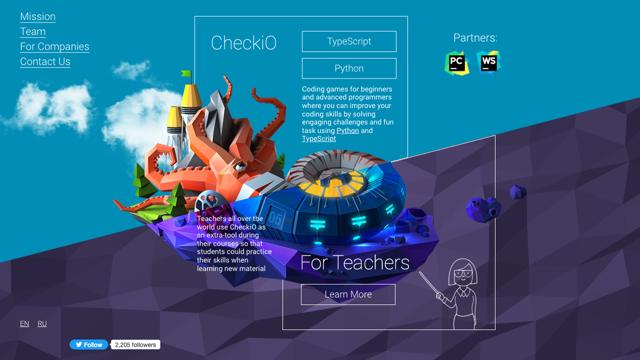 Mission
Team
For Companies
Contact Us
CheckiO
TypeScript
Python
Coding games for beginners
and advanced programmers
where you can improve your
coding skills by solving
engaging challenges and fun
task using Python and
TypeScript
Partners:
PC
WS
05
Teachers all over the
world use CheckiO as
an extra-tool during
their courses so that
students could practice
their skills when
learning new material
For Teachers
Learn More
EN RU
Follow 2,205 followers